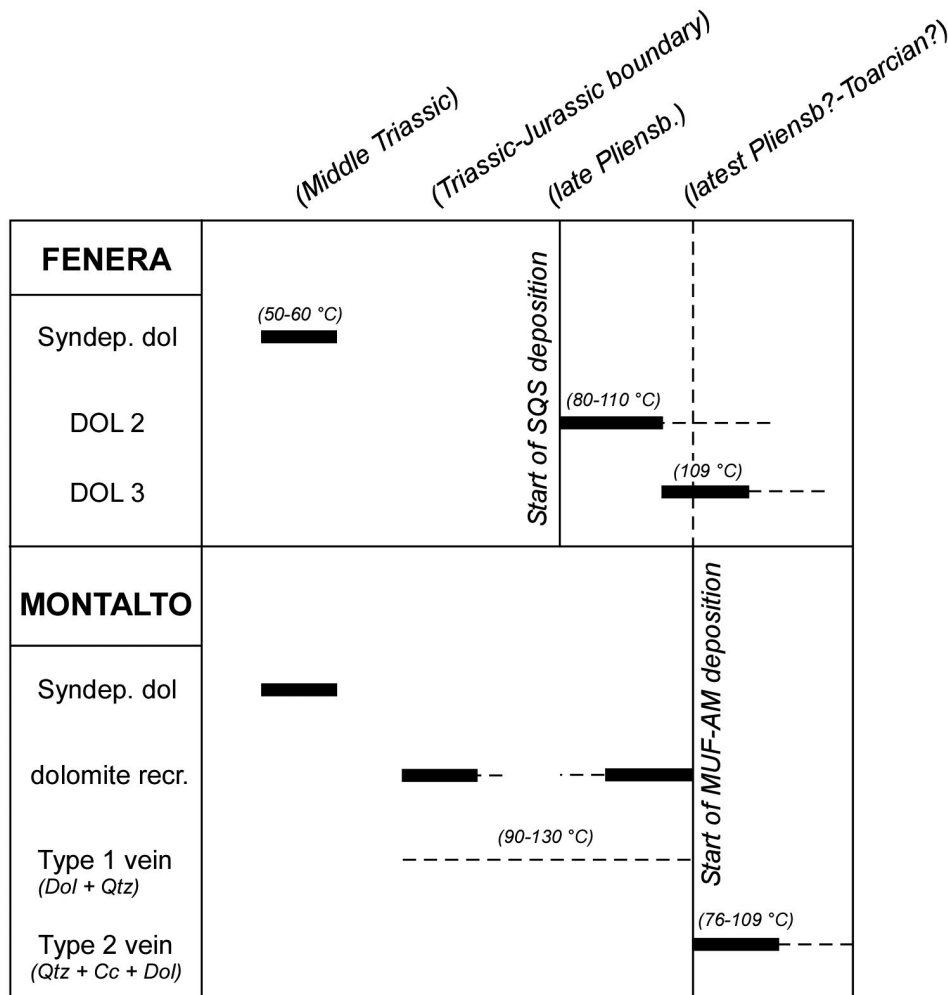 (Middle Triassic)
(Triassic-Jurassic boundary)
(late Pliensb.)
(latest Pliensb?-Toarcian?)
FENERA
Start of SQS deposition
Syndep. dol
(50-60 °C)
DOL 2
(80-110 °C)
DOL 3
(109 °C)
MONTALTO
Start of MUF-AM deposition
Syndep. dol
dolomite recr.
Type 1 vein
(Dol + Qtz)
(90-130 °C)
Type 2 vein
(Qtz + Cc + Dol)
(76-109 °C)